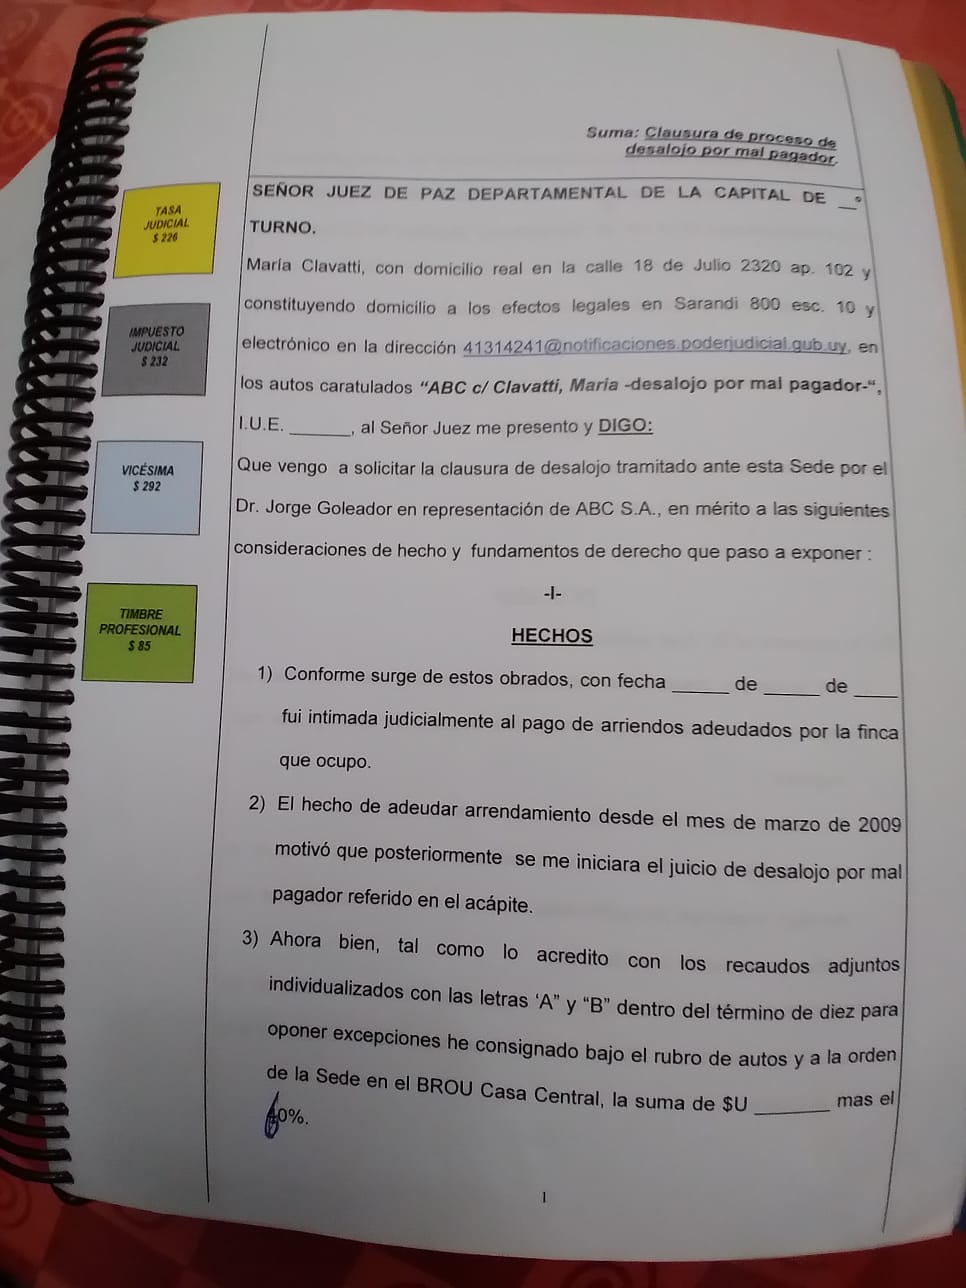 Suma: Clausura de proceso de
desalojo por mal pagador.
TASA
JUDICIAL
$ 226
IMPUESTO
JUDICIAL
$ 232
VICÉSIMA
$ 292
TIMBRE
PROFESIONAL
$ 85
SEÑOR JUEZ DE PAZ DEPARTAMENTAL DE LA CAPITAL DE __º
TURNO.
María Clavatti, con domicilio real en la calle 18 de Julio 2320 ap. 102 y
constituyendo domicilio a los efectos legales en Sarandi 800 esc. 10 y
electrónico en la dirección 41314241@notificaciones.poderjudicial.gub.uy, en
los autos caratulados “ABC c/ Clavatti, Maria -desalojo por mal pagador-“,
I.U.E. ______, al Señor Juez me presento y DIGO:
Que vengo a solicitar la clausura de desalojo tramitado ante esta Sede por el
Dr. Jorge Goleador en representación de ABC S.A., en mérito a las siguientes
consideraciones de hecho y fundamentos de derecho que paso a exponer :
-I-
HECHOS
1) Conforme surge de estos obrados, con fecha ______ de ______ de _____
fui intimada judicialmente al pago de arriendos adeudados por la finca
que ocupo.
2) El hecho de adeudar arrendamiento desde el mes de marzo de 2009
motivó que posteriormente se me iniciara el juicio de desalojo por mal
pagador referido en el acápite.
3) Ahora bien, tal como lo acredito con los recaudos adjuntos
individualizados con las letras ‘A” y “B” dentro del término de diez para
oponer excepciones he consignado bajo el rubro de autos y a la orden
de la Sede en el BROU Casa Central, la suma de $U ________ mas el
0%.
1